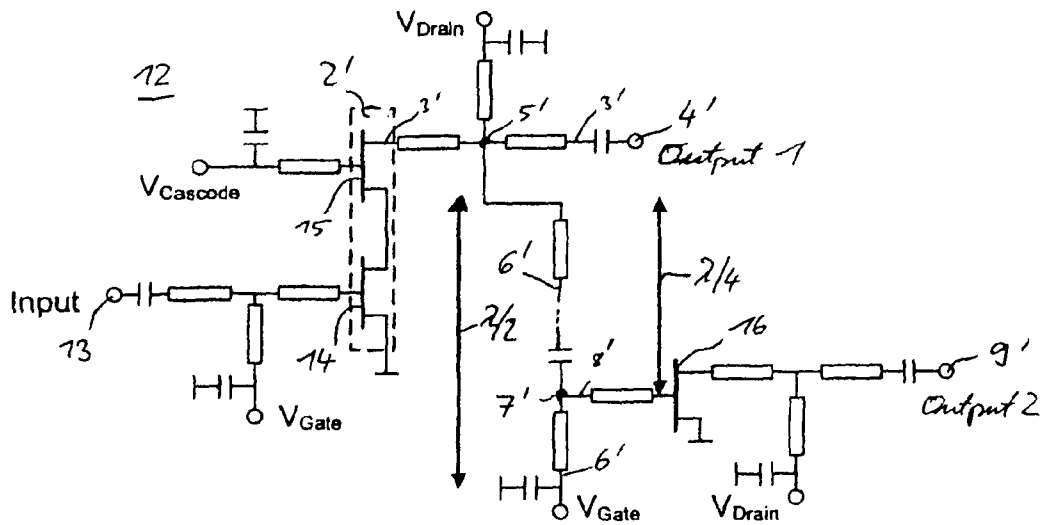 V_Drain
12
2'
3'
5'
3'
4'
Output 1
V_Cascode
15
6'
λ/4
Input
13
14
λ/2
16
8'
9'
7'
V_Gate
Output 2
6'
V_Gate
V_Drain